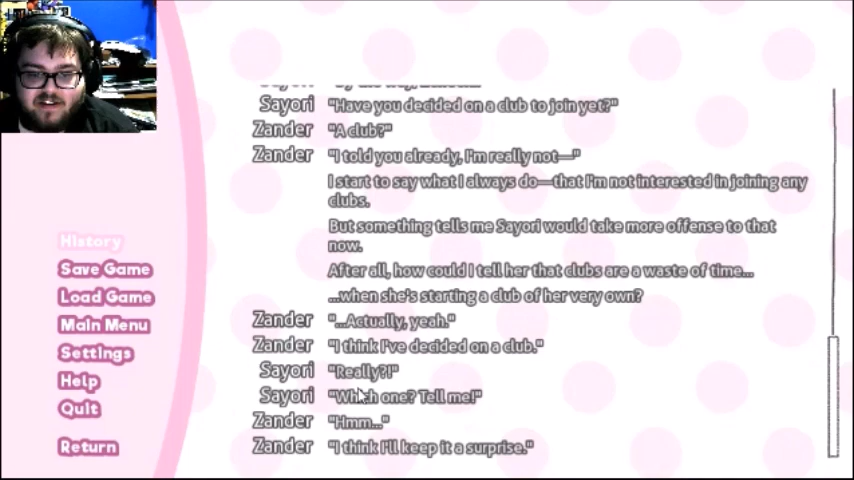 Sayori "Have you decided on a club to join yet?"
Zander "A club?"
Zander "I told you already, I'm really not—"
I start to say what I always do—that I'm not interested in joining any
clubs.
But something tells me Sayori would take more offense to that
now.
After all, how could I tell her that clubs are a waste of time...
...when she's starting a club of her very own?
Zander "...Actually, yeah."
Zander "I think I've decided on a club."
Sayori "Really?!"
Sayori "Which one? Tell me!"
Zander "Hmm..."
Zander "I think I'll keep it a surprise."
History
Save Game
Load Game
Main Menu
Settings
Help
Quit
Return